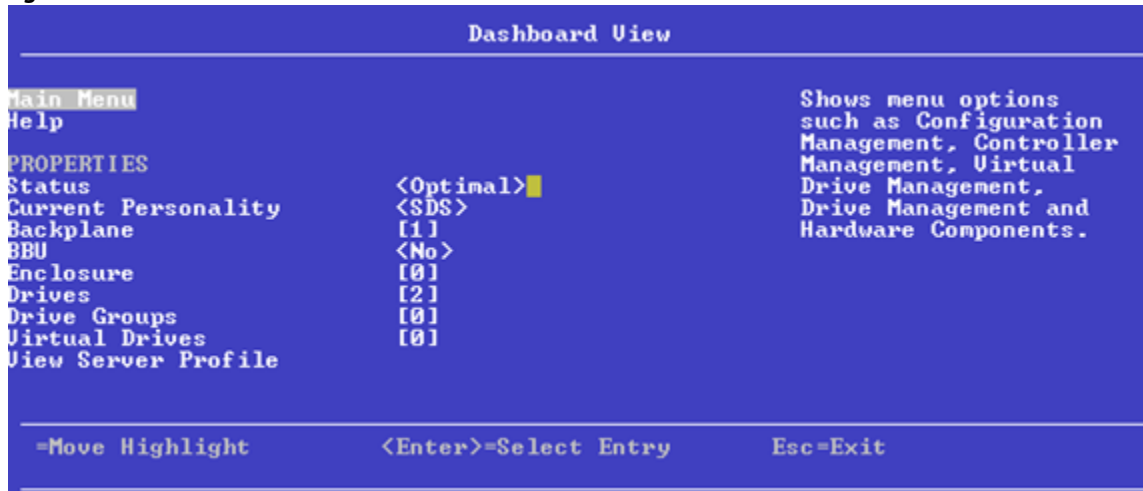 Dashboard View
Main Menu
Help
PROPERTIES
Status <Optimal>
Current Personality <SDS>
Backplane [1]
BBU <No>
Enclosure [0]
Drives [2]
Drive Groups [0]
Virtual Drives [0]
View Server Profile
Shows menu options
such as Configuration
Management, Controller
Management, Virtual
Drive Management,
Drive Management and
Hardware Components.
=Move Highlight <Enter>=Select Entry Esc=Exit